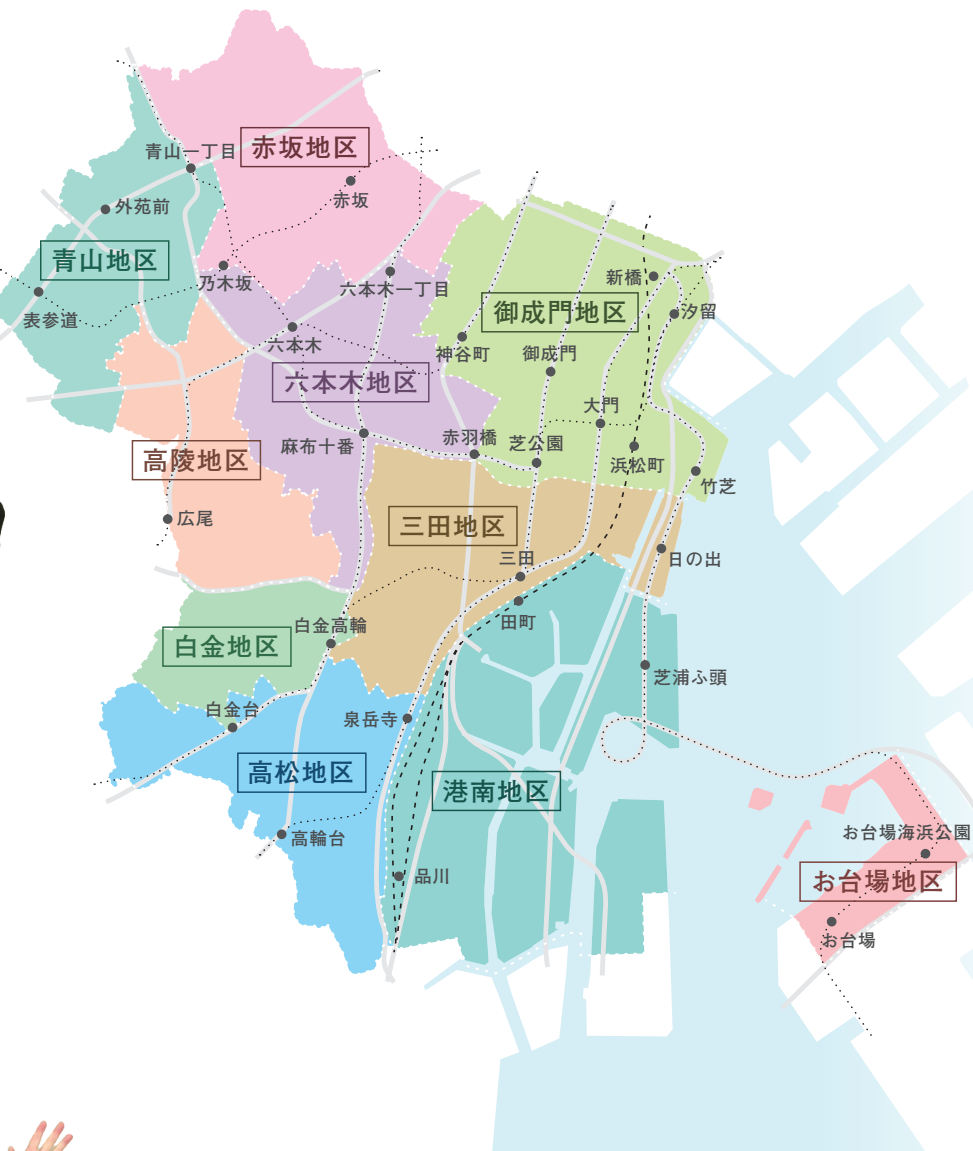 青山一丁目
赤坂地区
赤坂
外苑前
青山地区
乃木坂
六本木一丁目
新橋
表参道
御成門地区
汐留
六本木
神谷町
御成門
六本木地区
大門
麻布十番
赤羽橋
芝公園
浜松町
高陵地区
竹芝
広尾
三田地区
三田
日の出
田町
白金高輪
白金地区
芝浦ふ頭
白金台
泉岳寺
高松地区
港南地区
高輪台
お台場海浜公園
品川
お台場地区
お台場